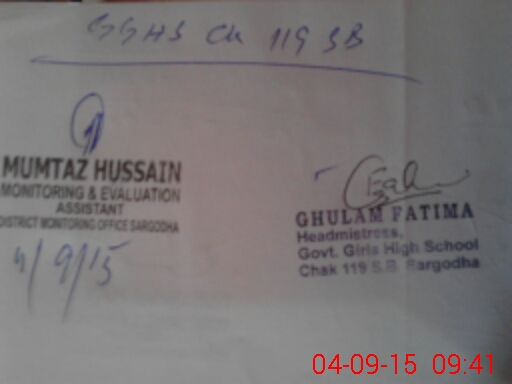 GGHS Ch 119 SB
MUMTAZ HUSSAIN
MONITORING & EVALUATION
ASSISTANT
DISTRICT MONITORING OFFICE SARGODHA
4/9/15
GHULAM FATIMA
Headmistress.
Govt. Girls High School
Chak 119 S.B Sargodha
04-09-15 09:41